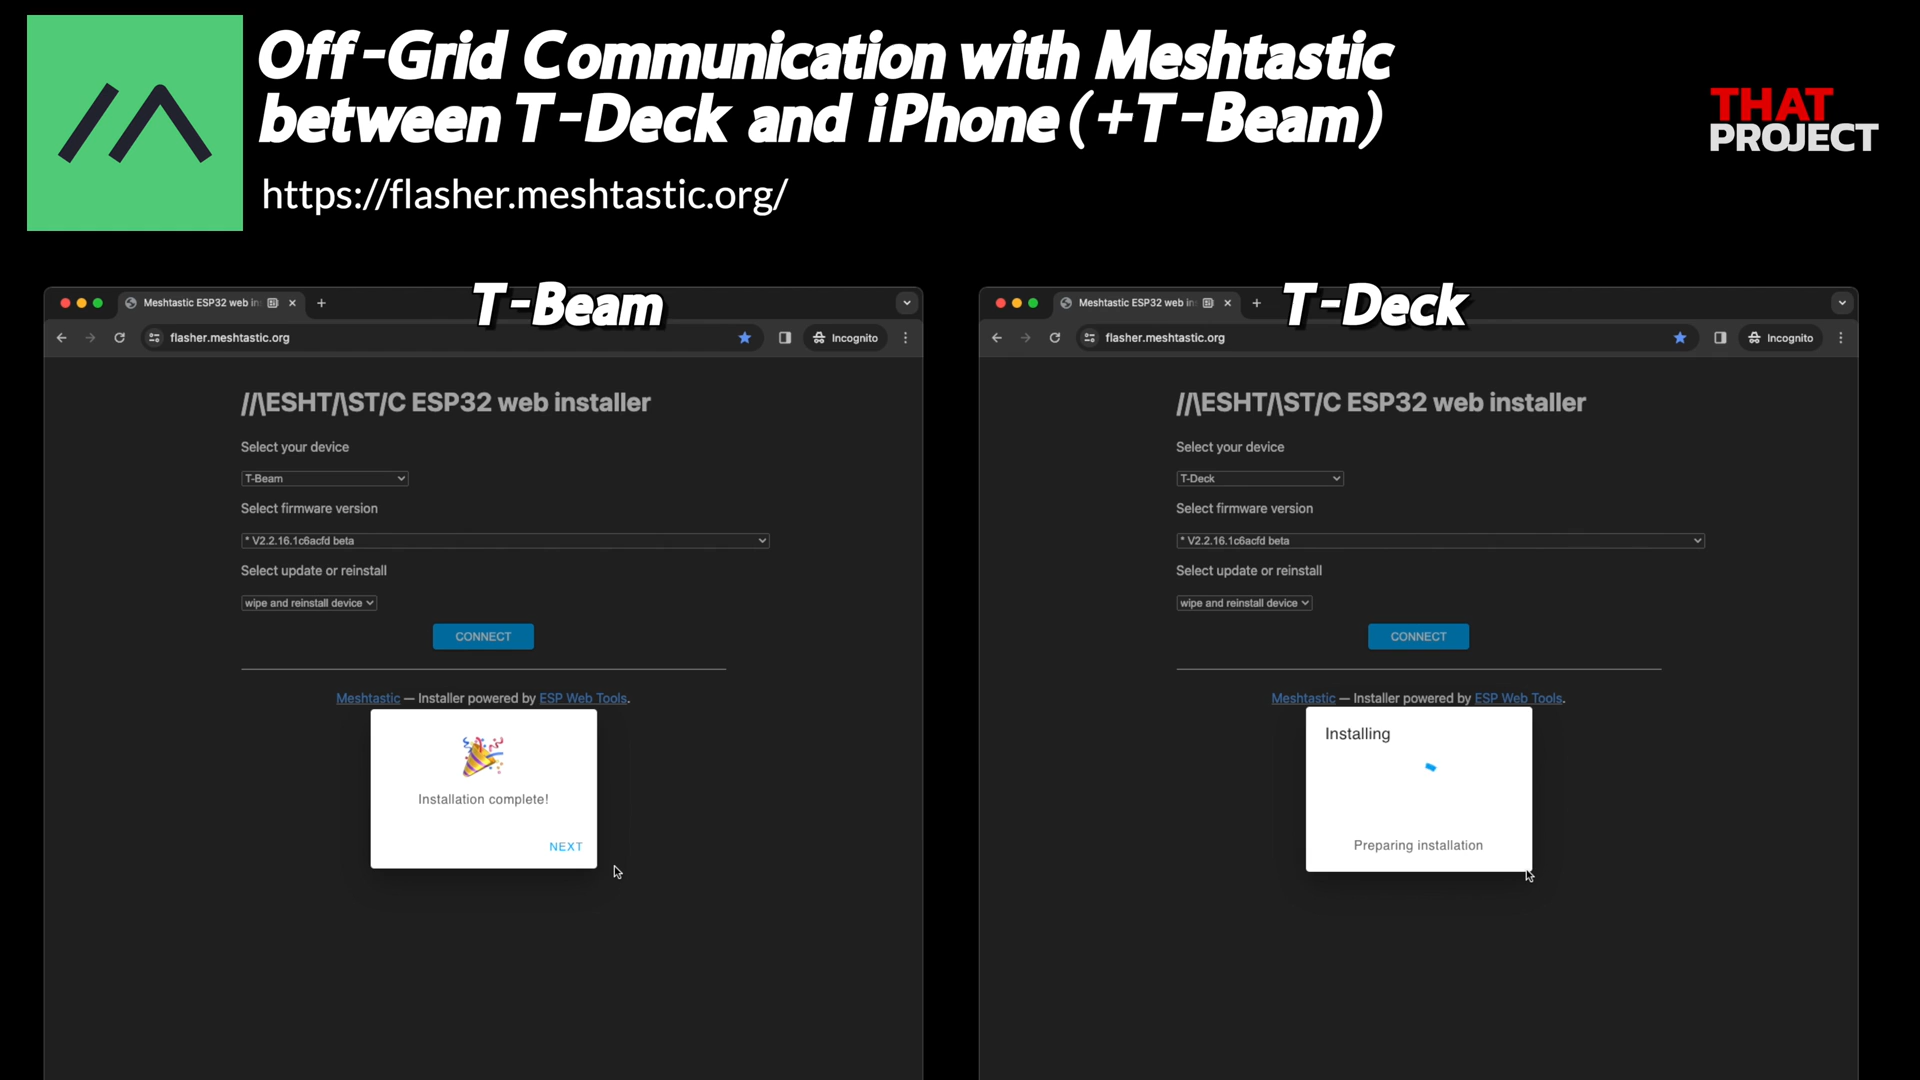 Off-Grid Communication with Meshtastic
between T-Deck and iPhone(+T-Beam)
https://flasher.meshtastic.org/
THAT
PROJECT
T-Beam
Meshtastic ESP32 web in
flasher.meshtastic.org
Incognito
//\ESHT/\ST/C ESP32 web installer
Select your device
T-Beam
Select firmware version
* V2.2.16.1c6acfd beta
Select update or reinstall
wipe and reinstall device
CONNECT
Meshtastic — Installer powered by ESP Web Tools.
Installation complete!
NEXT
T-Deck
Meshtastic ESP32 web in
flasher.meshtastic.org
Incognito
//\ESHT/\ST/C ESP32 web installer
Select your device
T-Deck
Select firmware version
* V2.2.16.1c6acfd beta
Select update or reinstall
wipe and reinstall device
CONNECT
Meshtastic — Installer powered by ESP Web Tools.
Installing
Preparing installation